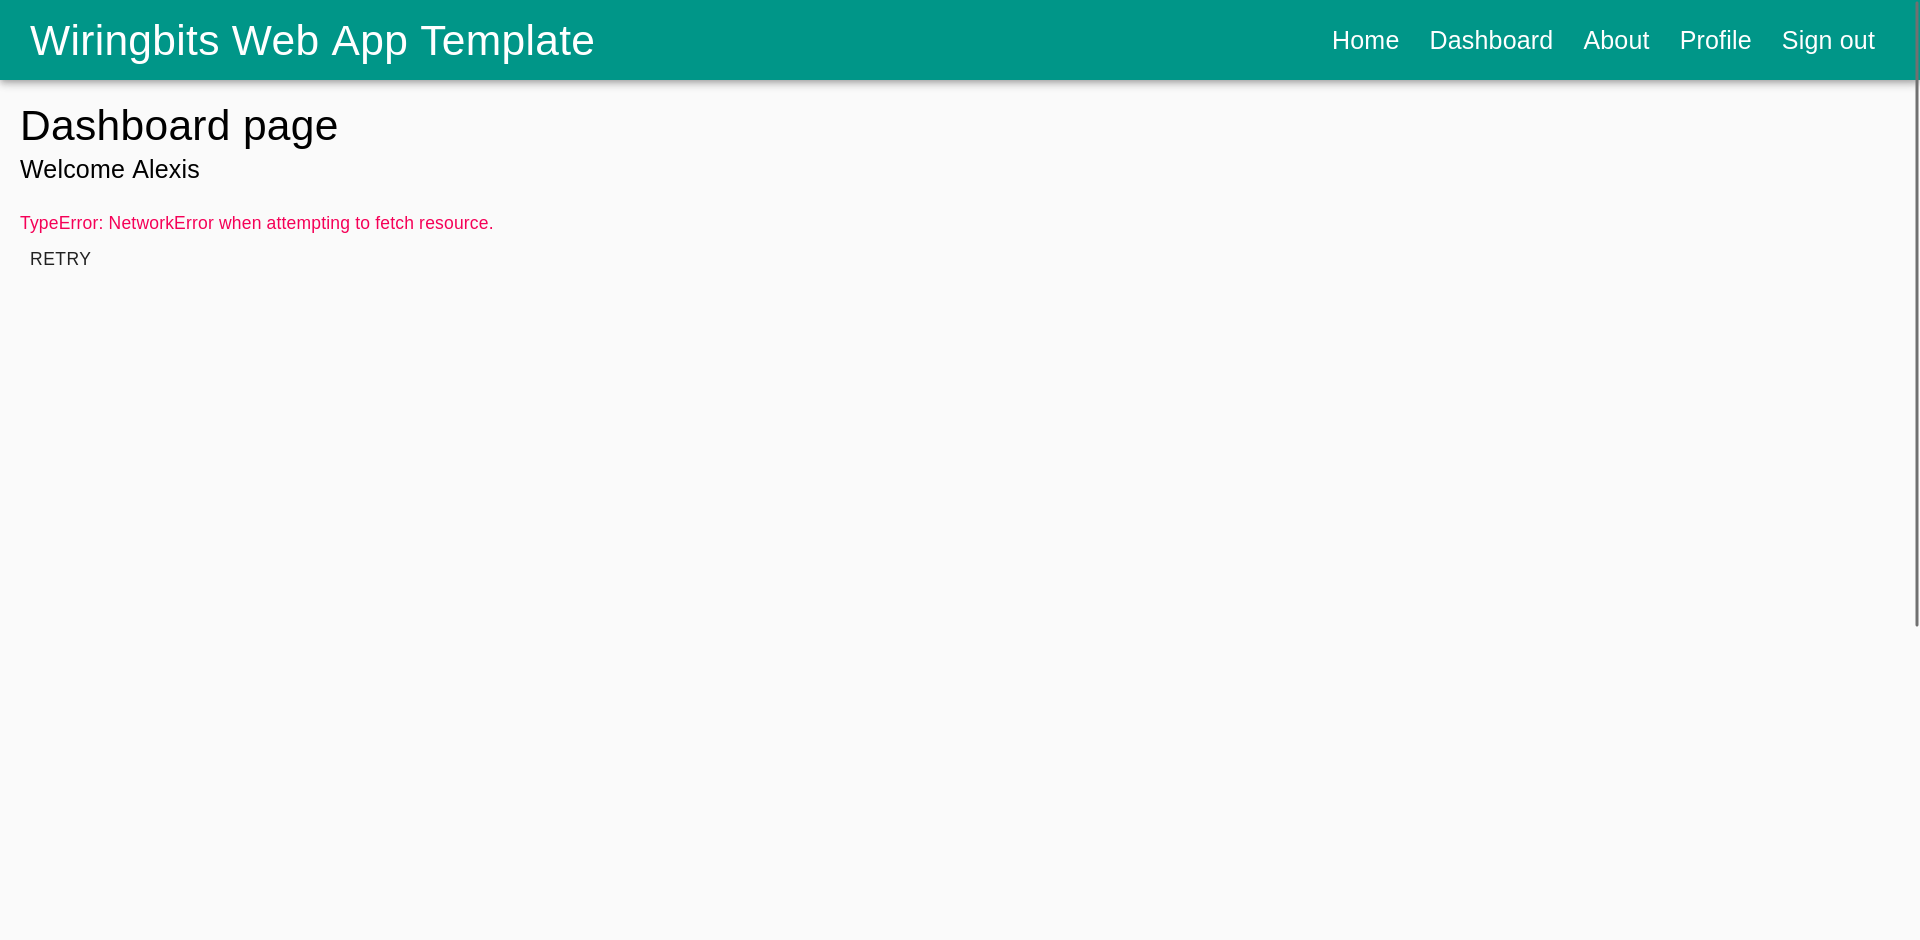 Wiringbits Web App Template
Home Dashboard About Profile Sign out
Dashboard page
Welcome Alexis
TypeError: NetworkError when attempting to fetch resource.
RETRY